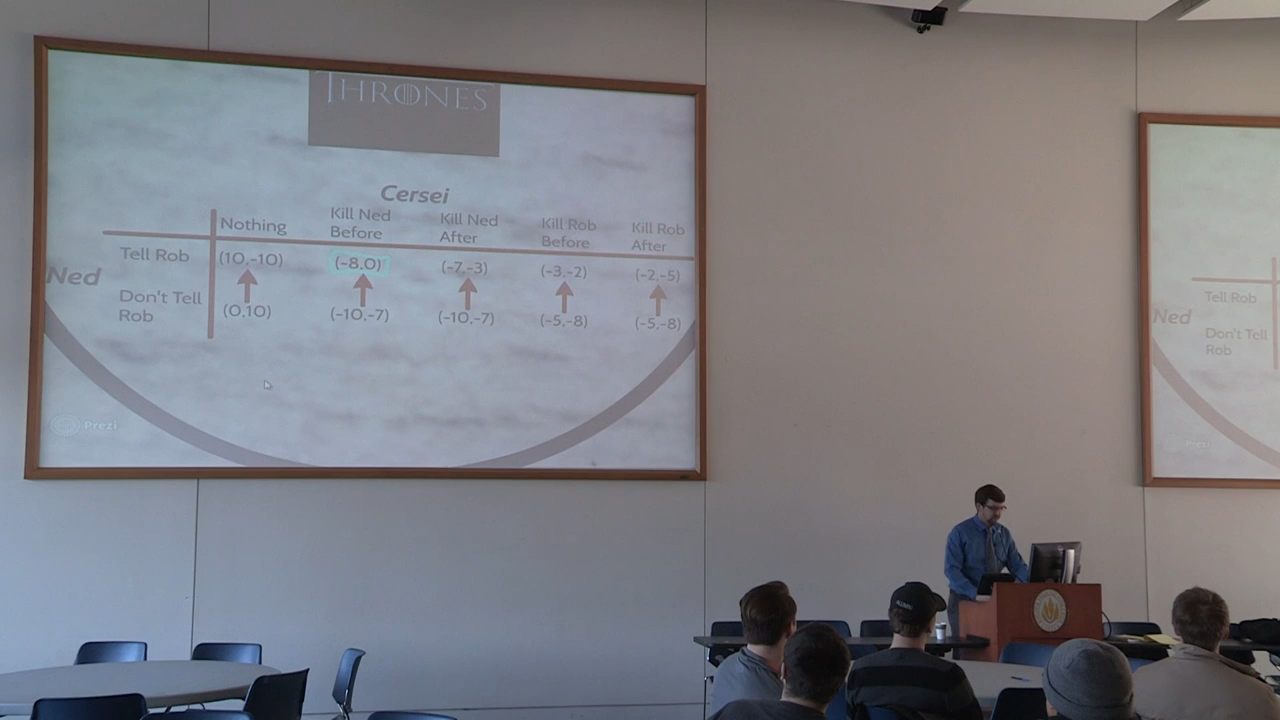 THRONES
Cersei
Nothing Kill Ned Before Kill Ned After Kill Rob Before Kill Rob After
Ned
Tell Rob (10,-10) (-8,0) (-7,-3) (-3,-2) (-2,-5)
Don't Tell Rob (0,10) (-10,-7) (-10,-7) (-5,-8) (-5,-8)
Prezi
Tell Rob
Ned
Don't Tell
Rob
Prezi